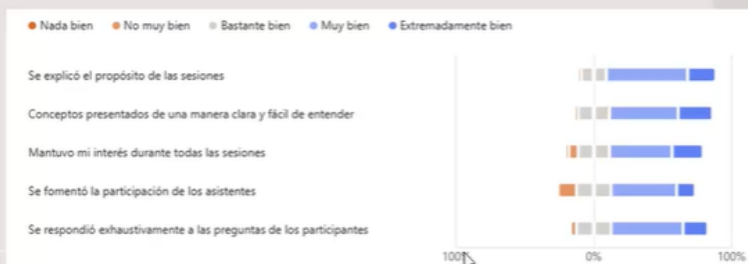 Nada bien No muy bien Bastante bien Muy bien Extremadamente bien
Se explicó el propósito de las sesiones
Conceptos presentados de una manera clara y fácil de entender
Mantuvo mi interés durante todas las sesiones
Se fomentó la participación de los asistentes
Se respondió exhaustivamente a las preguntas de los participantes
100% 0% 100%